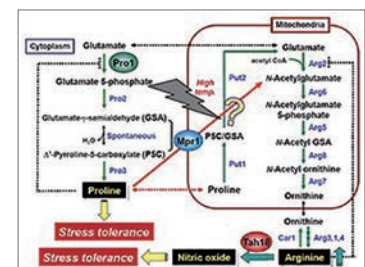 Mitochondria
Cytoplasm
Glutamate
Pro1
Glutamate 5-phosphate
Pro2
Glutamate-γ-semialdehyde (GSA)
H₂O
Spontaneous
Δ¹-Pyrroline-5-carboxylate (P5C)
Pro3
Proline
Stress tolerance
Stress tolerance
Nitric oxide
High
temp.
Mpr1
?
Put2
P5C/GSA
Put1
Proline
Glutamate
acetyl CoA
Arg2
N-Acetylglutamate
Arg6
N-Acetylglutamate
5-phosphate
Arg5
N-Acetyl GSA
Arg8
N-Acetyl ornithine
Arg7
Ornithine
Ornithine
Car1
Arg3,1,4
Tah18
Arginine